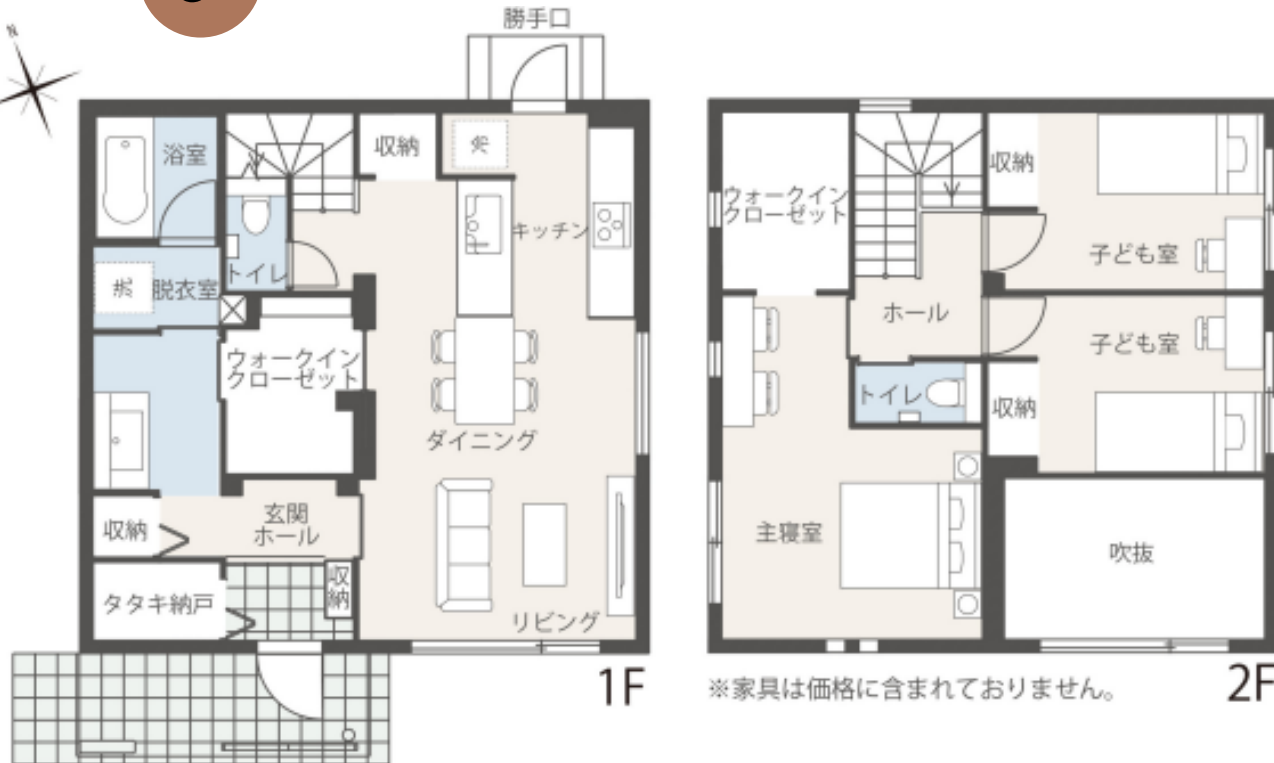 N
勝手口
浴室
収納
冷
キッチン
トイレ
洗
脱衣室
ウォークイン
クローゼット
ダイニング
収納
玄関
ホール
タタキ納戸
収
納
リビング
1F
ウォークイン
クローゼット
収納
子ども室
ホール
子ども室
トイレ
収納
主寝室
吹抜
※家具は価格に含まれておりません。
2F